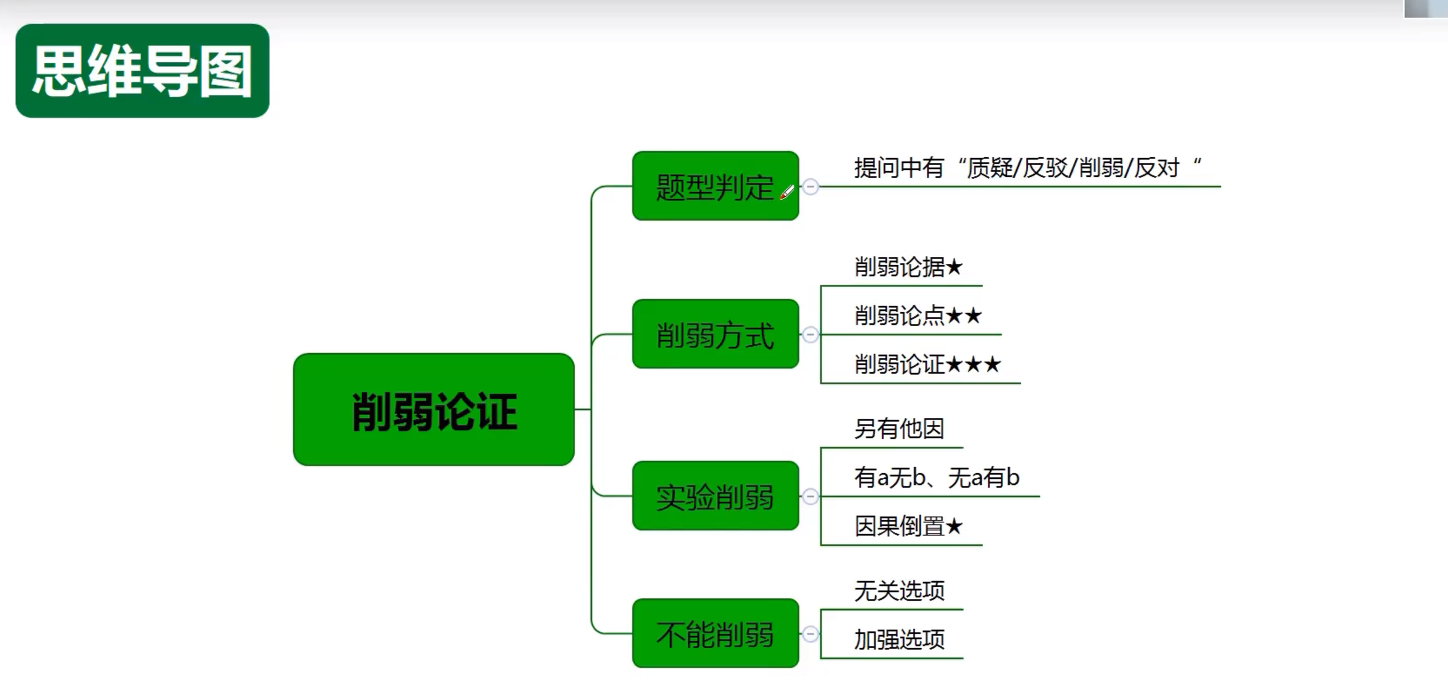 思维导图
削弱论证
题型判定
提问中有“质疑/反驳/削弱/反对“
削弱方式
削弱论据★
削弱论点★★
削弱论证★★★
实验削弱
另有他因
有a无b、无a有b
因果倒置★
不能削弱
无关选项
加强选项